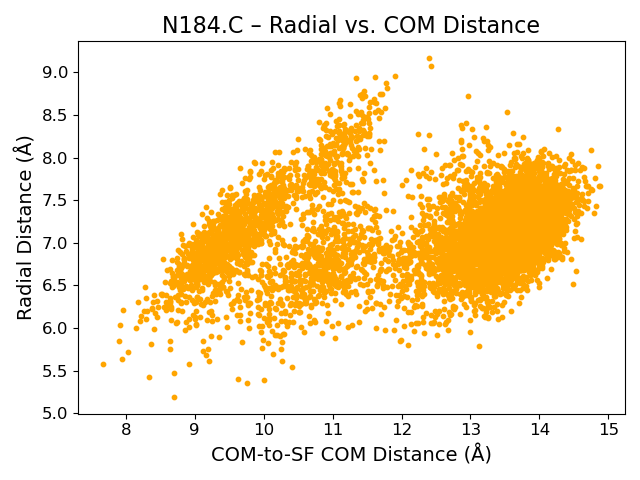 N184.C – Radial vs. COM Distance
9.0
8.5
8.0
7.5
7.0
6.5
6.0
5.5
5.0
Radial Distance (Å)
8 9 10 11 12 13 14 15
COM-to-SF COM Distance (Å)